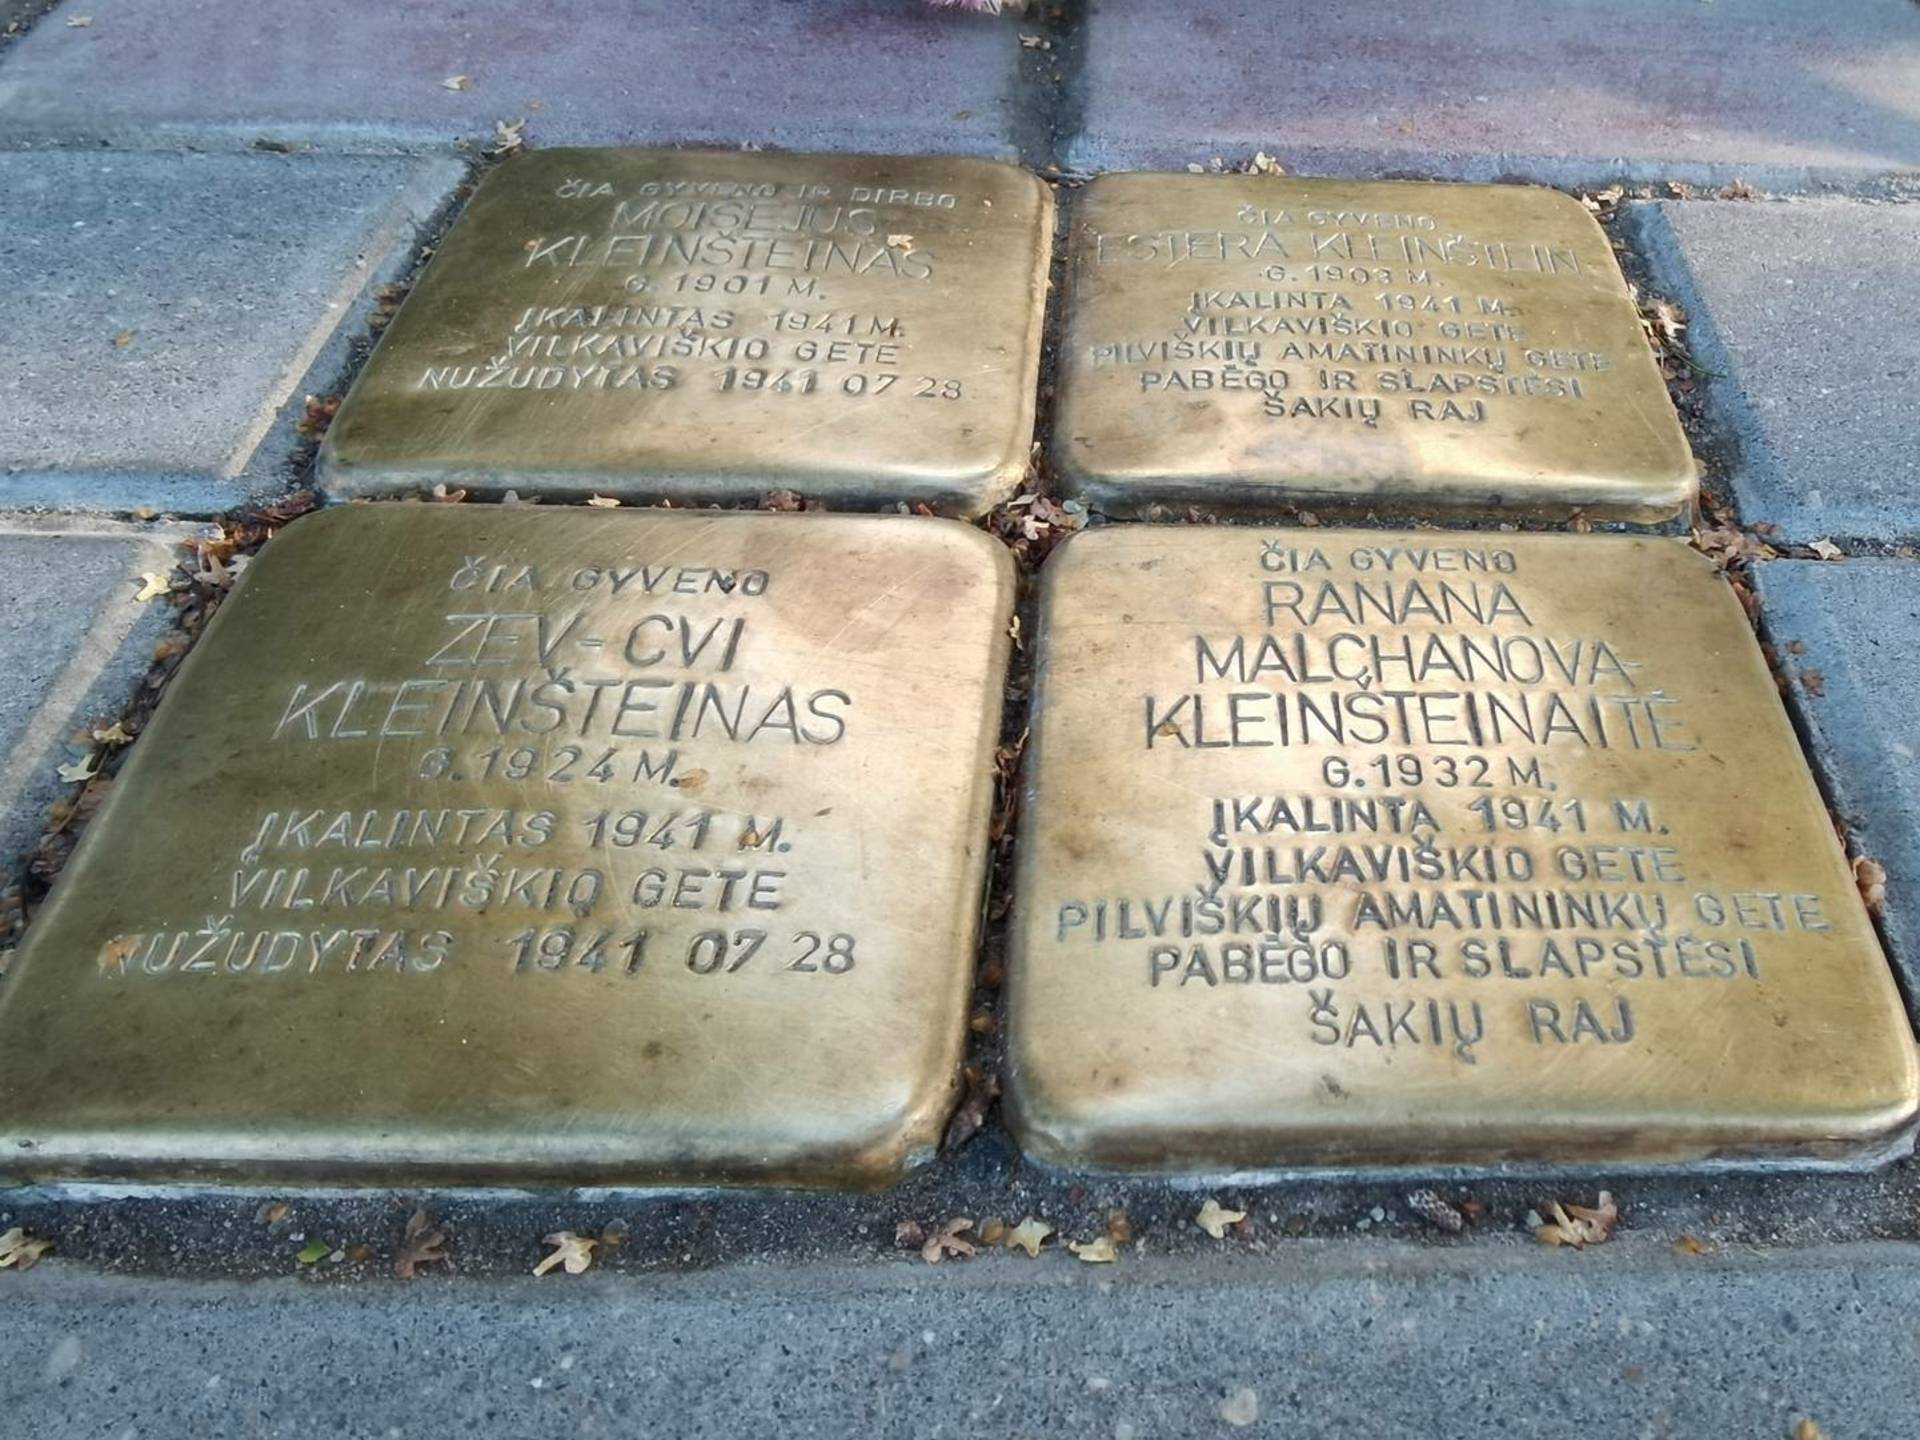 ČIA GYVENO IR DIRBO
MOISEJUS
KLEINŠTEINAS
G. 1901 M.
ĮKALINTAS 1941 M.
VILKAVIŠKIO GETE
NUŽUDYTAS 1941 07 28
ČIA GYVENO
ESTERA KLEINŠTEIN
G. 1903 M.
ĮKALINTA 1941 M.
VILKAVIŠKIO GETE
PILVIŠKIŲ AMATININKŲ GETE
PABĖGO IR SLAPSTĖSI
ŠAKIŲ RAJ
ČIA GYVENO
ZEV-CVI
KLEINŠTEINAS
G. 1924 M.
ĮKALINTAS 1941 M.
VILKAVIŠKIO GETE
NUŽUDYTAS 1941 07 28
ČIA GYVENO
RANANA
MALCHANOVA-
KLEINŠTEINAITĖ
G. 1932 M.
ĮKALINTA 1941 M.
VILKAVIŠKIO GETE
PILVIŠKIŲ AMATININKŲ GETE
PABĖGO IR SLAPSTĖSI
ŠAKIŲ RAJ